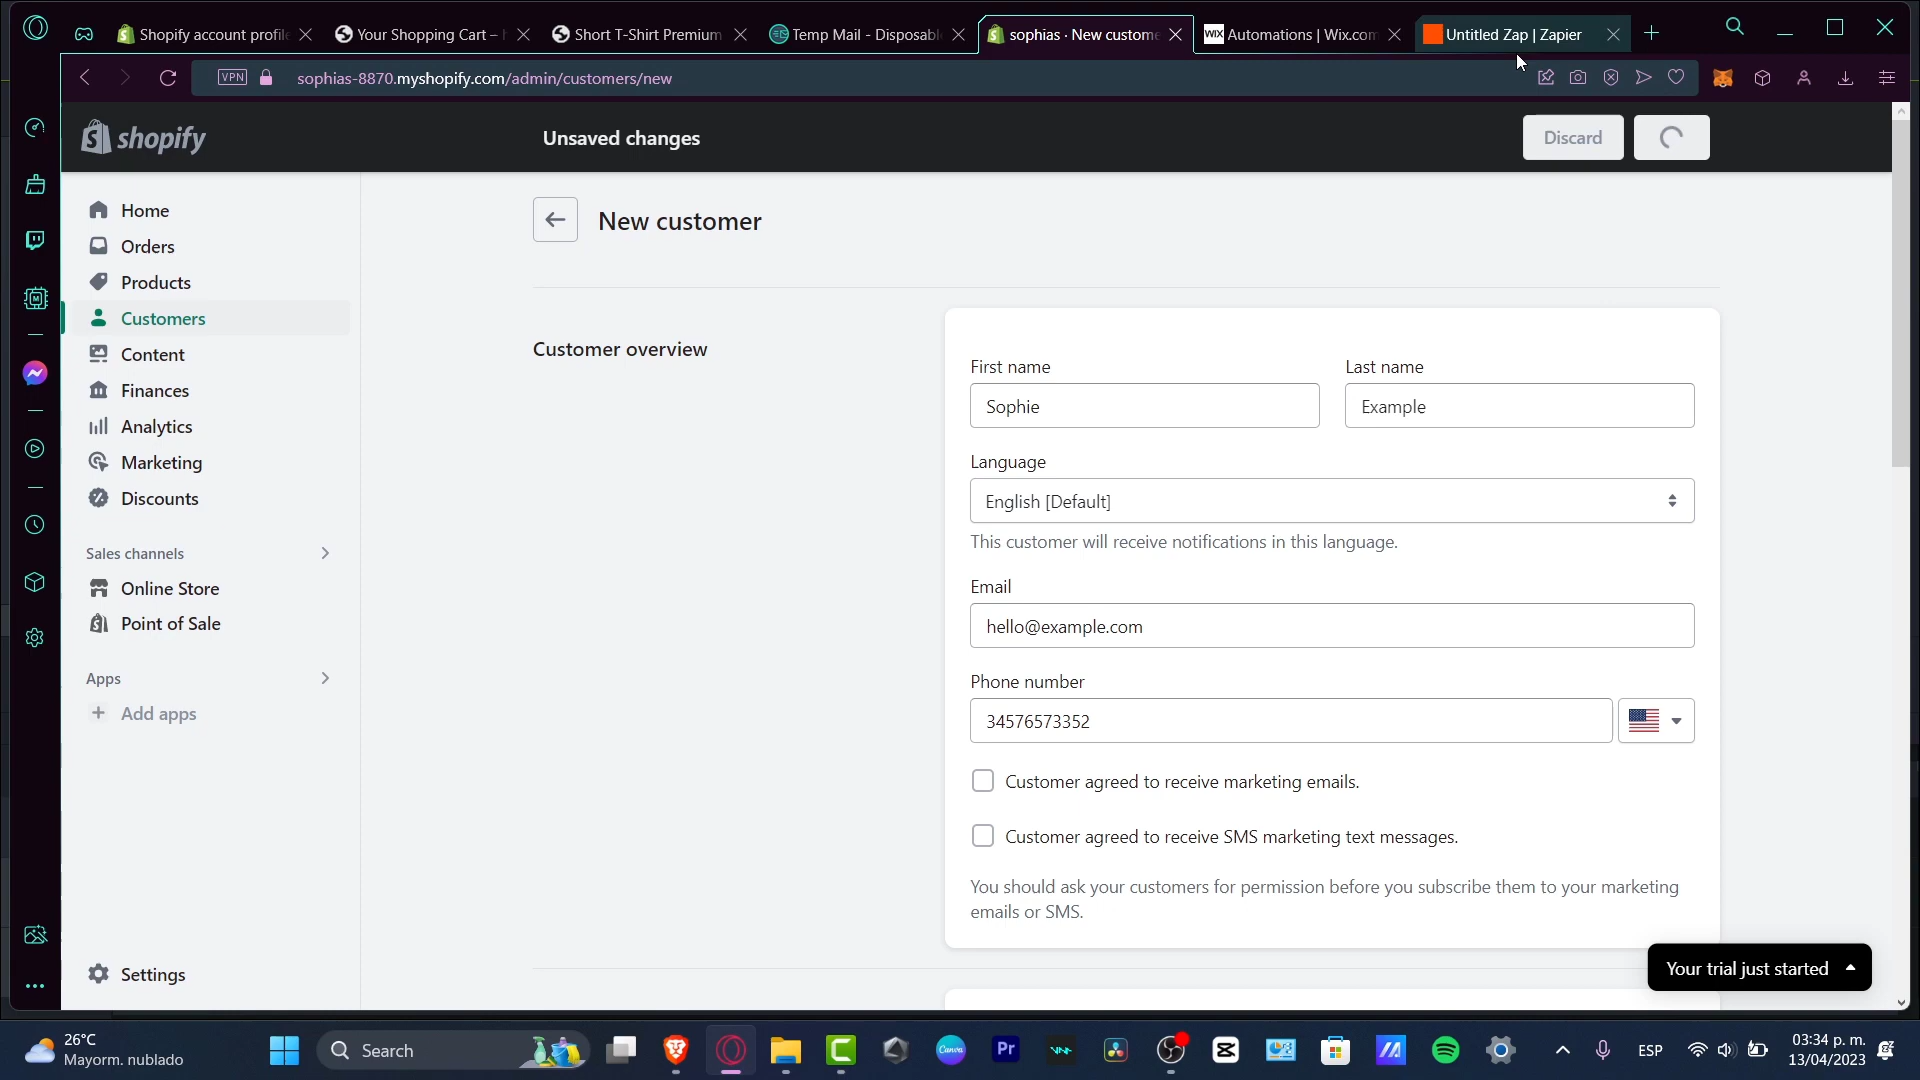 Shopify account profile
Your Shopping Cart –
Short T-Shirt Premium
Temp Mail - Disposabl
sophias · New custome
WIX
Automations | Wix.com
Untitled Zap | Zapier
VPN
sophias-8870.myshopify.com/admin/customers/new
shopify
Unsaved changes
Discard
Home
Orders
Products
Customers
Content
Finances
Analytics
Marketing
Discounts
Sales channels
Online Store
Point of Sale
Apps
Add apps
Settings
New customer
Customer overview
First name
Last name
Sophie
Example
Language
English [Default]
This customer will receive notifications in this language.
Email
hello@example.com
Phone number
34576573352
Customer agreed to receive marketing emails.
Customer agreed to receive SMS marketing text messages.
You should ask your customers for permission before you subscribe them to your marketing
emails or SMS.
Your trial just started
26°C
Mayorm. nublado
Search
Canva
Pr
ESP
03:34 p. m.
13/04/2023